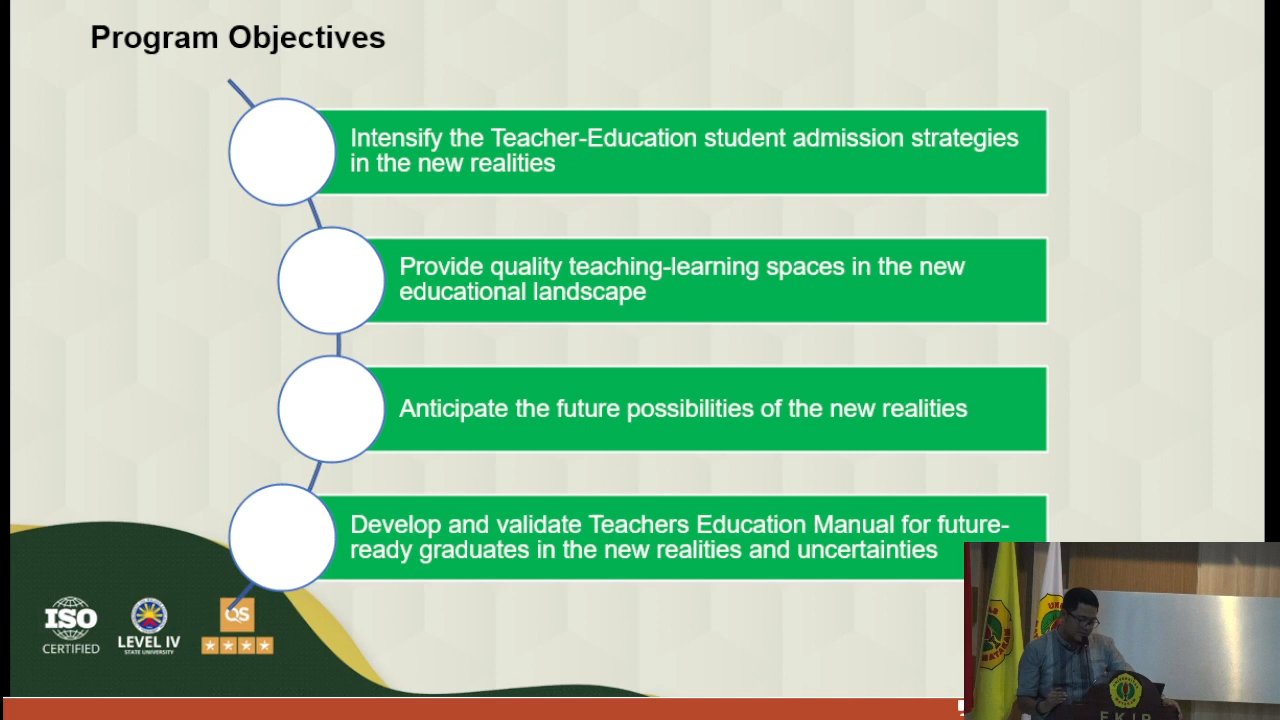 Program Objectives
Intensify the Teacher-Education student admission strategies
in the new realities
Provide quality teaching-learning spaces in the new
educational landscape
Anticipate the future possibilities of the new realities
Develop and validate Teachers Education Manual for future-
ready graduates in the new realities and uncertainties
ISO
CERTIFIED
LEVEL IV
STATE UNIVERSITY
QS
MATARAM
FKIP